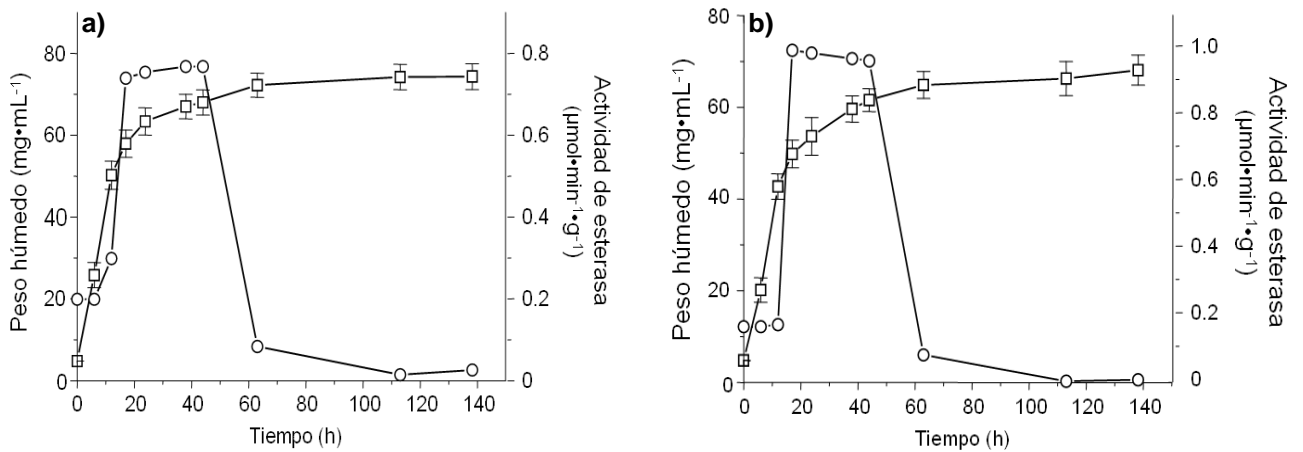 a)
Peso húmedo (mg•mL-1)
80
60
40
20
0
0 20 40 60 80 100 120 140
Tiempo (h)
0.8
0.6
0.4
0.2
0
Actividad de esterasa
(µmol•min-1•g-1)
b)
Peso húmedo (mg•mL-1)
80
60
40
20
0
0 20 40 60 80 100 120 140
Tiempo (h)
1.0
0.8
0.6
0.4
0.2
0
Actividad de esterasa
(µmol•min-1•g-1)